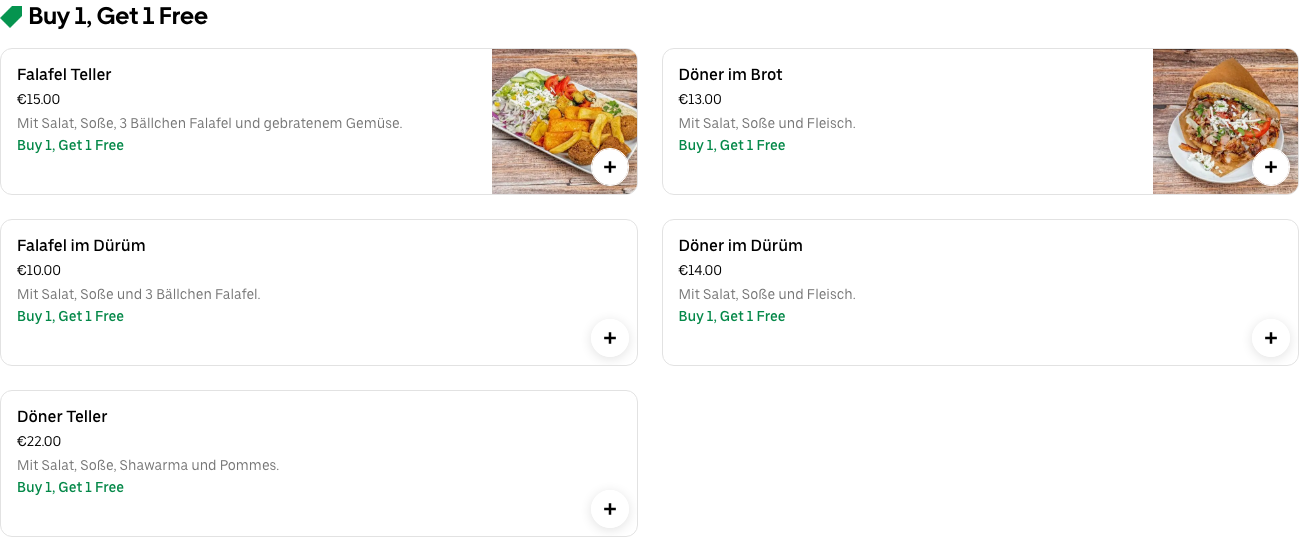 Buy 1, Get 1 Free
Falafel Teller
€15.00
Mit Salat, Soße, 3 Bällchen Falafel und gebratenem Gemüse.
Buy 1, Get 1 Free
Döner im Brot
€13.00
Mit Salat, Soße und Fleisch.
Buy 1, Get 1 Free
Falafel im Dürüm
€10.00
Mit Salat, Soße und 3 Bällchen Falafel.
Buy 1, Get 1 Free
Döner im Dürüm
€14.00
Mit Salat, Soße und Fleisch.
Buy 1, Get 1 Free
Döner Teller
€22.00
Mit Salat, Soße, Shawarma und Pommes.
Buy 1, Get 1 Free